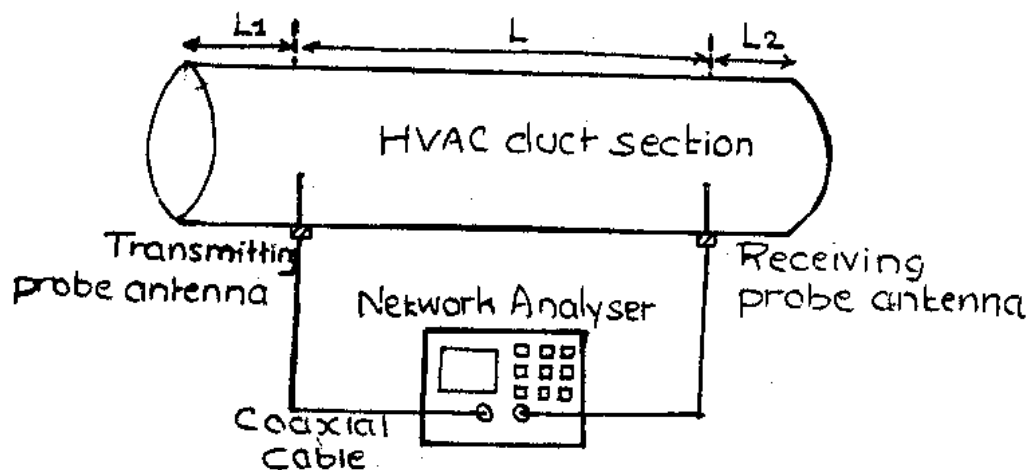 L1
L
L2
HVAC duct section
Transmitting
probe antenna
Receiving
probe antenna
Network Analyser
Coaxial
cable